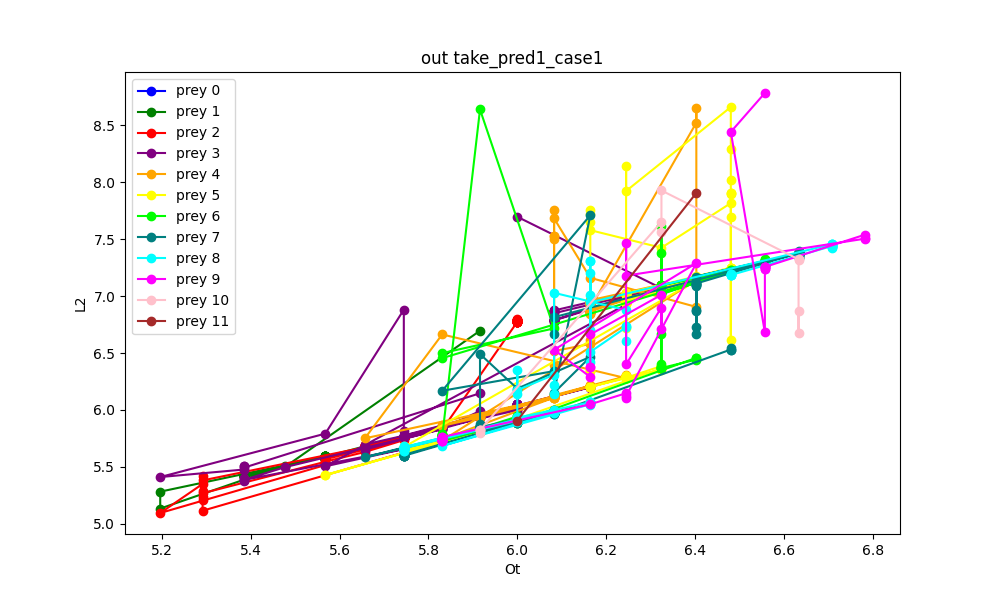 out take_pred1_case1
prey 0
prey 1
prey 2
prey 3
prey 4
prey 5
prey 6
prey 7
prey 8
prey 9
prey 10
prey 11
L2
8.5
8.0
7.5
7.0
6.5
6.0
5.5
5.0
5.2 5.4 5.6 5.8 6.0 6.2 6.4 6.6 6.8
Ot